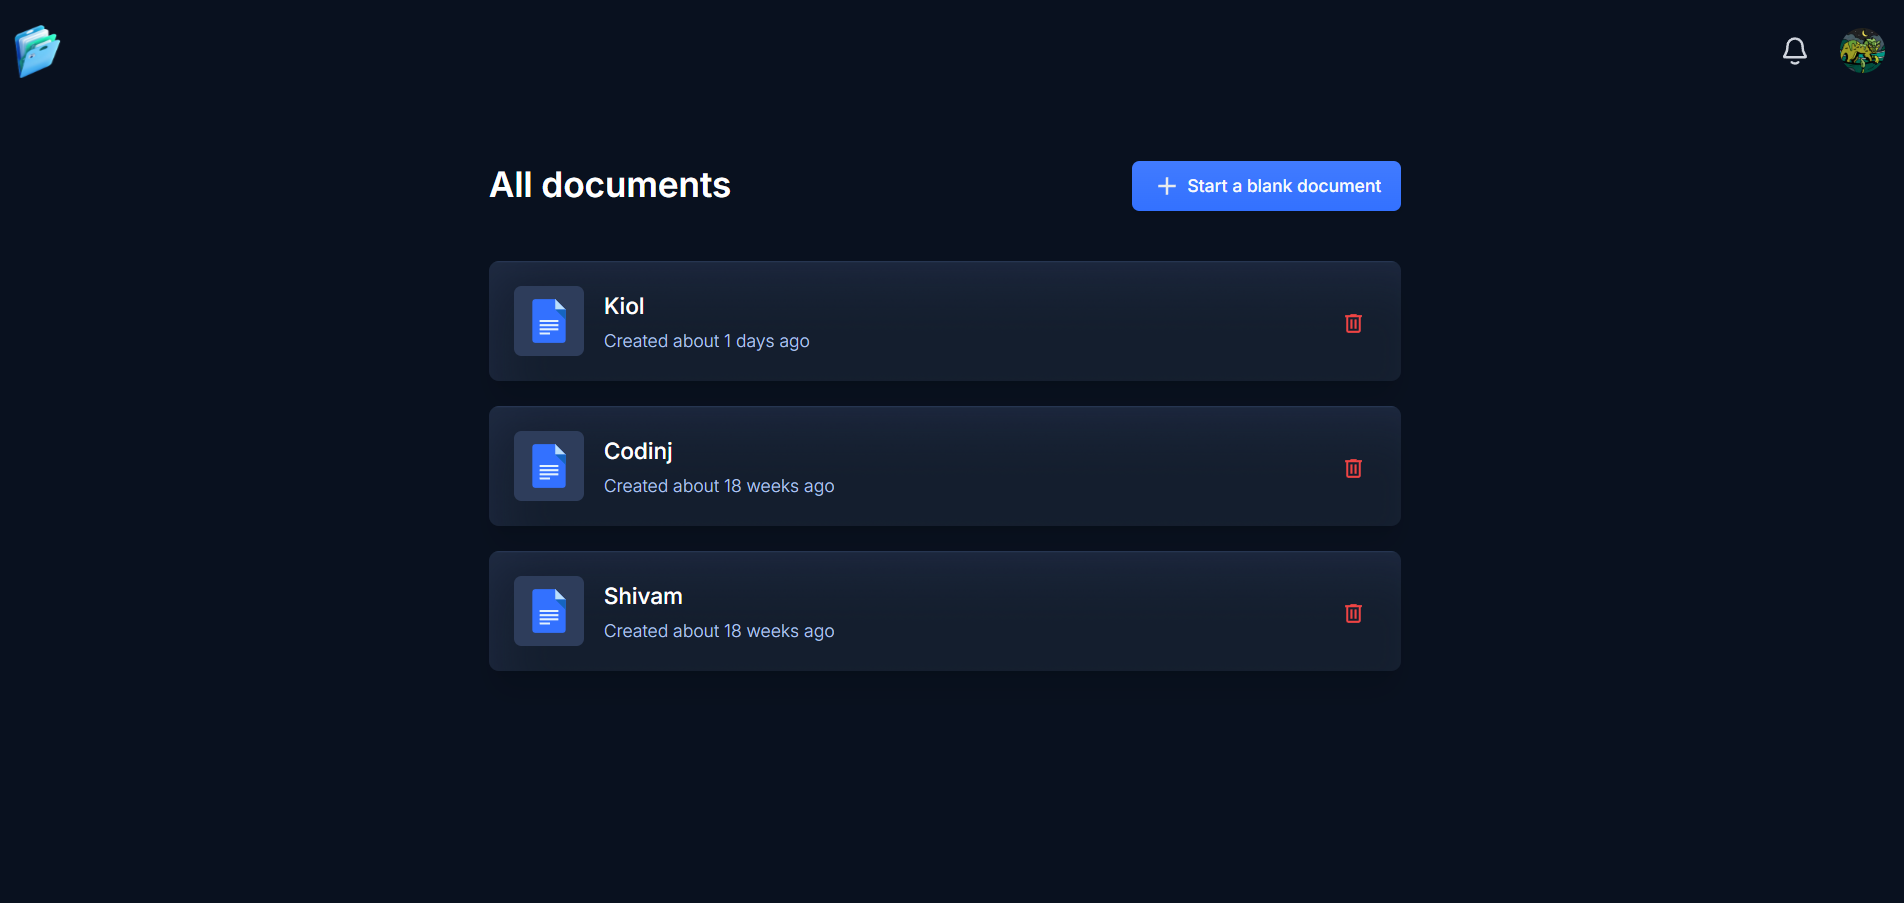 All documents
Start a blank document
Kiol
Created about 1 days ago
Codinj
Created about 18 weeks ago
Shivam
Created about 18 weeks ago